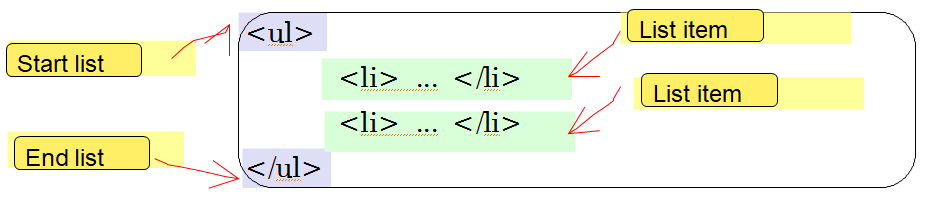 <ul>
List item
Start list
<li> ... </li>
List item
<li> ... </li>
End list
</ul>